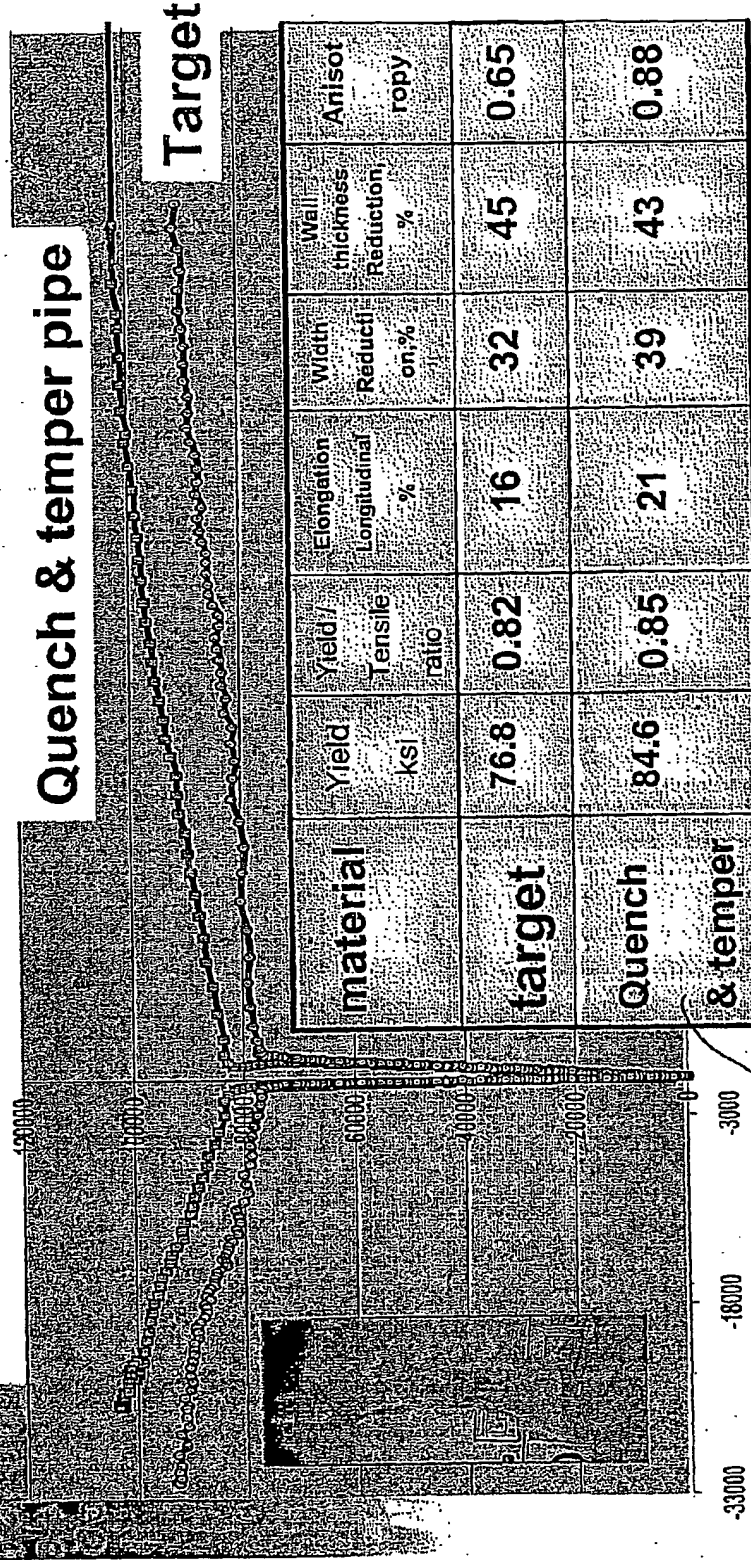 Quench & temper pipe
Target
120000
60000
40000
20000
0
-3000
-18000
-33000
material
Yield
ksi
Yield /
Tensile
ratio
Elongation
Longitudinal
%
Width
Reducti
on,%
Wall
thickness
Reduction,
%
Anisot
ropy
target
76.8
0.82
16
32
45
0.65
Quench
& temper
84.6
0.85
21
39
43
0.88